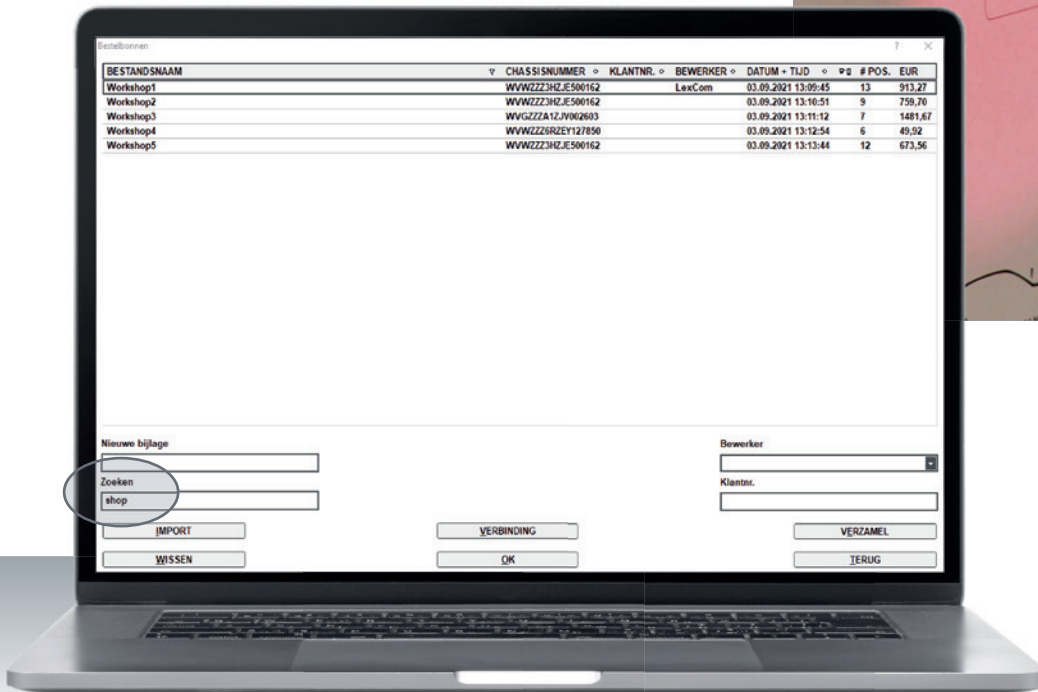 Bestelbonnen ? ×
BESTANDSNAAM CHASSISNUMMER KLANTNR. BEWERKER DATUM + TIJD # POS. EUR
Workshop1 WVWZZZ3HZJE500162 LexCom 03.09.2021 13:09:45 13 913,27
Workshop2 WVWZZZ3HZJE500162 03.09.2021 13:10:51 9 759,70
Workshop3 WVGZZZA1ZJV002603 03.09.2021 13:11:12 7 1481,67
Workshop4 WVWZZZ6RZEY127850 03.09.2021 13:12:54 6 49,92
Workshop5 WVWZZZ3HZJE500162 03.09.2021 13:13:44 12 673,56
Nieuwe bijlage Bewerker
Zoeken Klantnr.
shop
IMPORT VERBINDING VERZAMEL
WISSEN OK TERUG